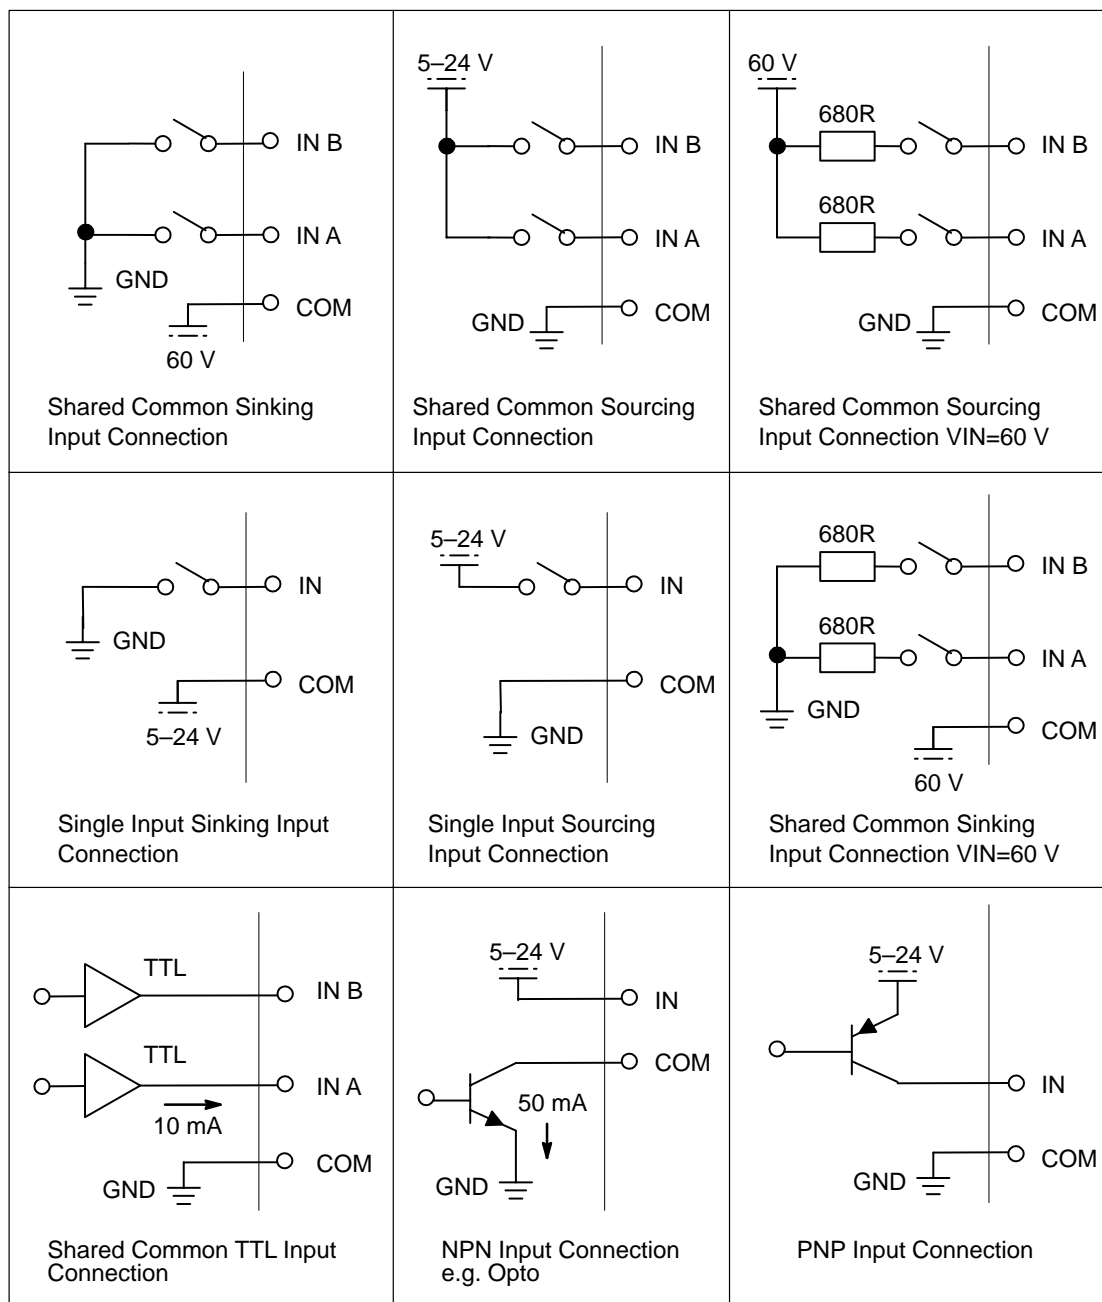 IN B
IN A
GND
COM
60 V
Shared Common Sinking
Input Connection
5–24 V
IN B
IN A
GND
COM
Shared Common Sourcing
Input Connection
60 V
680R
IN B
680R
IN A
GND
COM
Shared Common Sourcing
Input Connection VIN=60 V
IN
GND
COM
5–24 V
Single Input Sinking Input
Connection
5–24 V
IN
COM
GND
Single Input Sourcing
Input Connection
680R
IN B
680R
IN A
GND
COM
60 V
Shared Common Sinking
Input Connection VIN=60 V
TTL
IN B
TTL
IN A
10 mA
COM
GND
Shared Common TTL Input
Connection
5–24 V
IN
COM
50 mA
GND
NPN Input Connection
e.g. Opto
5–24 V
IN
COM
GND
PNP Input Connection